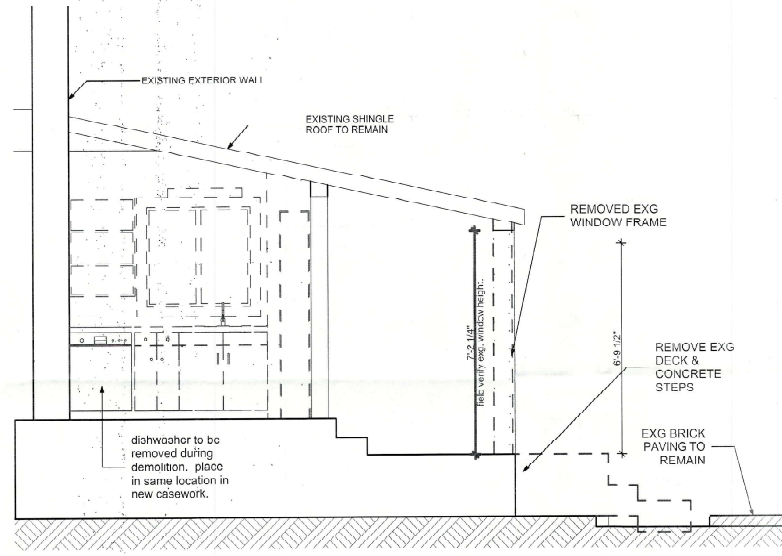 EXISTING EXTERIOR WALL
EXISTING SHINGLE
ROOF TO REMAIN
REMOVED EXG
WINDOW FRAME
7'-2 1/4"
field verify exg. window height.
6'-9 1/2"
REMOVE EXG
DECK &
CONCRETE
STEPS
EXG BRICK
PAVING TO
REMAIN
dishwasher to be
removed during
demolition. place
in same location in
new casework.